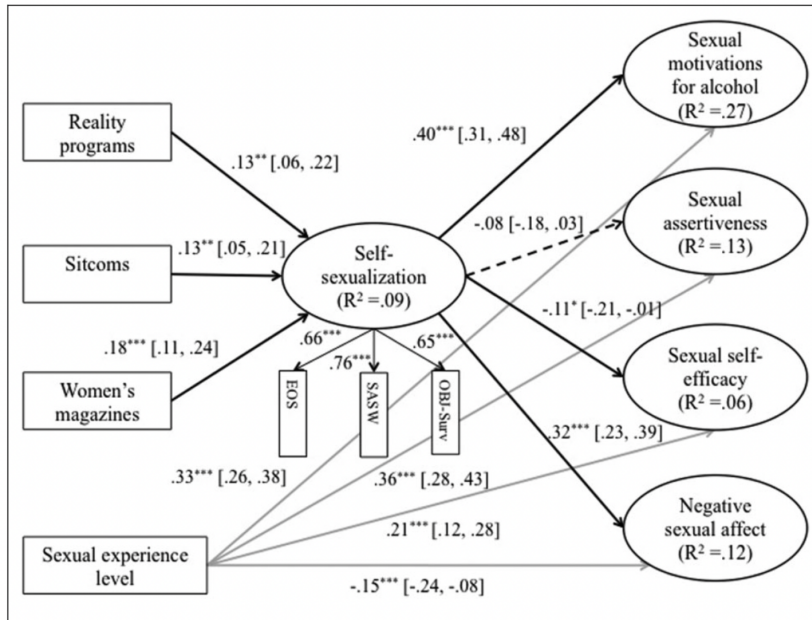 Sexual
motivations
for alcohol
(R² =.27)
Reality
programs
.40*** [.31, .48]
.13** [.06, .22]
Sexual
assertiveness
(R² =.13)
-.08 [-.18, .03]
Sitcoms
.13** [.05, .21]
Self-
sexualization
(R² =.09)
-.11* [-.21, -.01]
.18*** [.11, .24]
.66***
.76***
.65***
Women's
magazines
EOS
SASW
OBJ-Surv
Sexual self-
efficacy
(R² =.06)
.32*** [.23, .39]
.33*** [.26, .38]
.36*** [.28, .43]
.21*** [.12, .28]
Negative
sexual affect
(R² =.12)
Sexual experience
level
-.15*** [-.24, -.08]